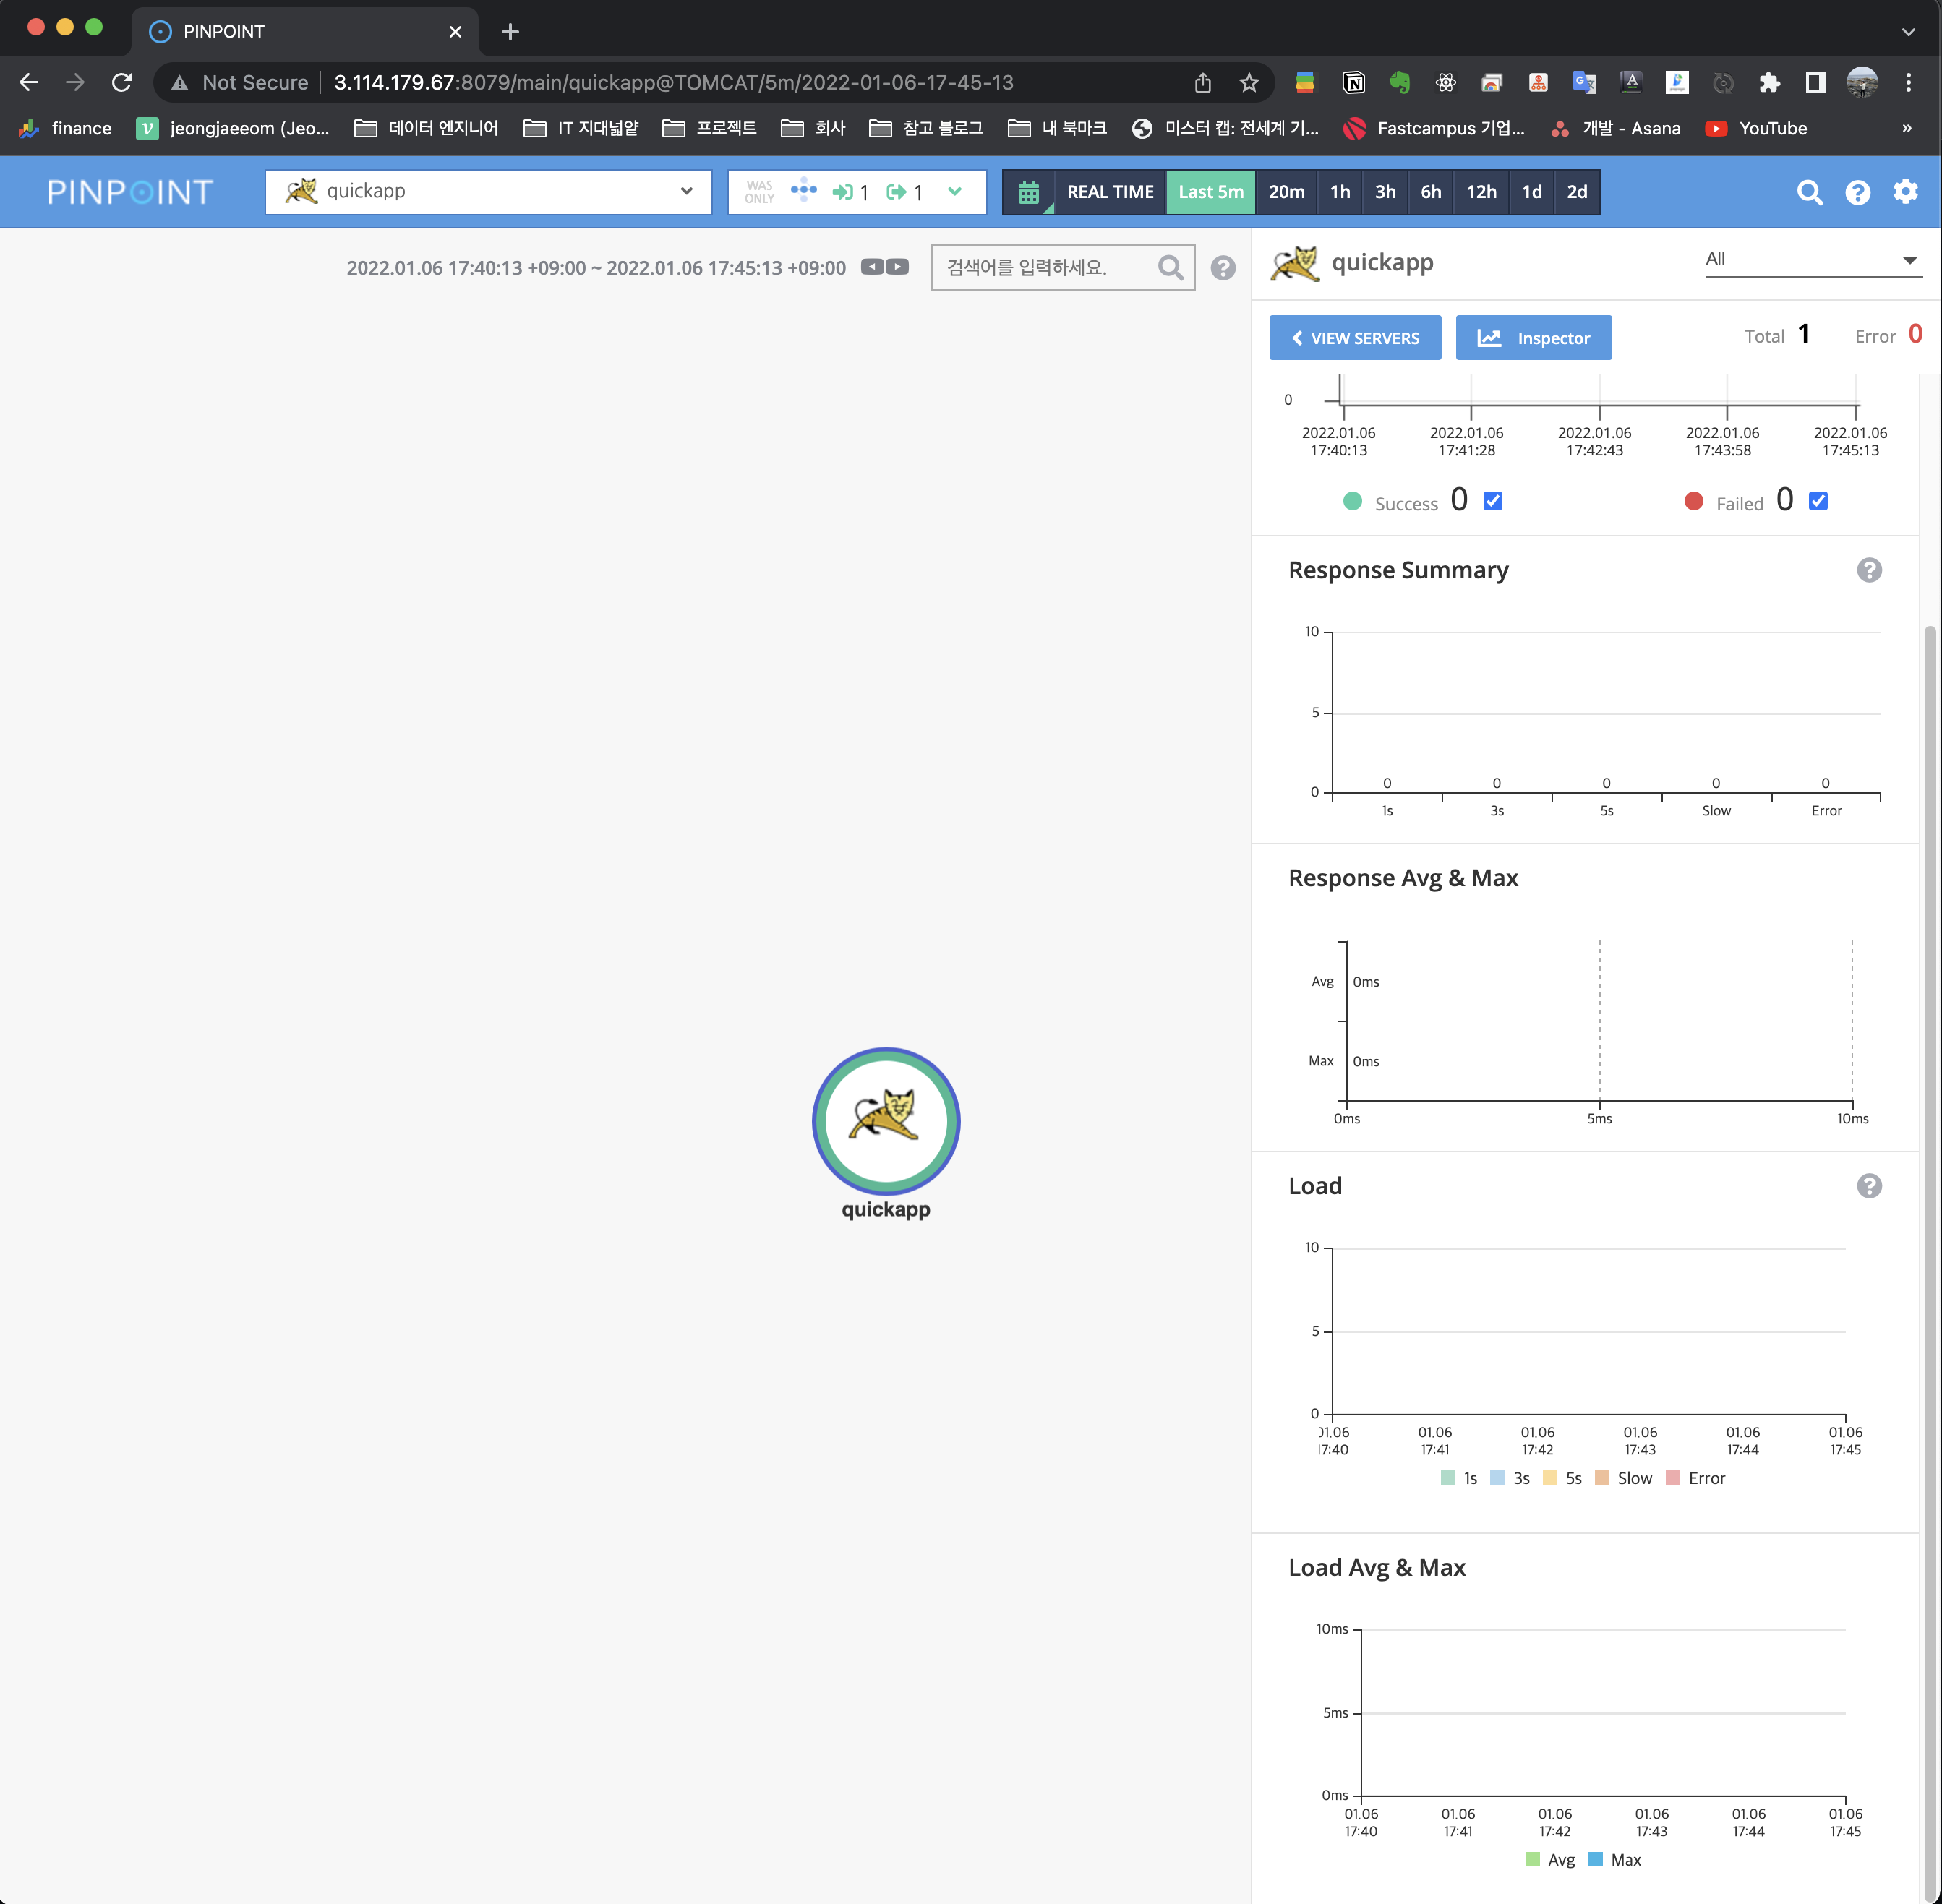 PINPOINT
Not Secure 3.114.179.67:8079/main/quickapp@TOMCAT/5m/2022-01-06-17-45-13
finance jeongjaeeom (Jeo... 데이터 엔지니어 IT 지대넓얕 프로젝트 회사 참고 블로그 내 북마크 미스터 캡: 전세계 기... Fastcampus 기업... 개발 - Asana YouTube »
PINPOINT quickapp WAS ONLY 1 1 REAL TIME Last 5m 20m 1h 3h 6h 12h 1d 2d
2022.01.06 17:40:13 +09:00 ~ 2022.01.06 17:45:13 +09:00 검색어를 입력하세요.
quickapp All
VIEW SERVERS Inspector Total 1 Error 0
0
2022.01.06 2022.01.06 2022.01.06 2022.01.06 2022.01.06
17:40:13 17:41:28 17:42:43 17:43:58 17:45:13
Success 0 Failed 0
Response Summary
10
5
0 0 0 0 0
0
1s 3s 5s Slow Error
Response Avg & Max
Avg 0ms
Max 0ms
0ms 5ms 10ms
quickapp
Load
10
5
0
01.06 01.06 01.06 01.06 01.06 01.06
17:40 17:41 17:42 17:43 17:44 17:45
1s 3s 5s Slow Error
Load Avg & Max
10ms
5ms
0ms
01.06 01.06 01.06 01.06 01.06 01.06
17:40 17:41 17:42 17:43 17:44 17:45
Avg Max